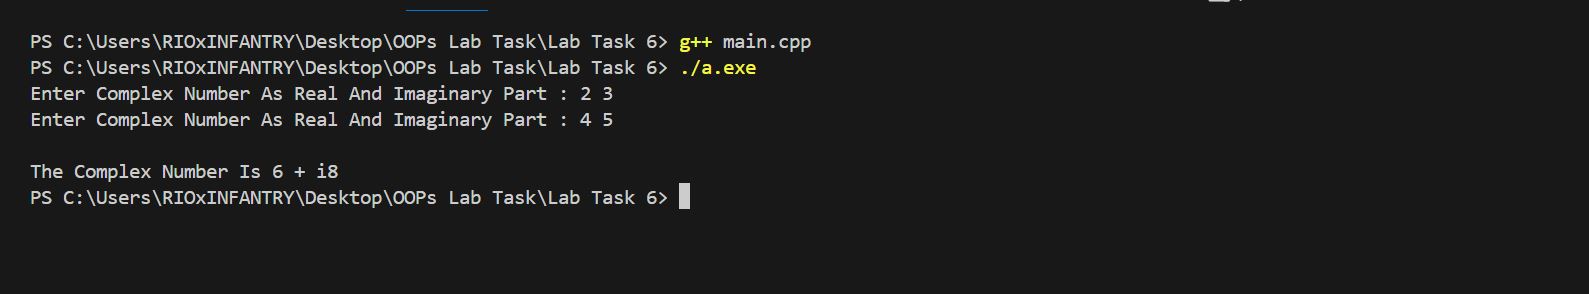 PS C:\Users\RIOxINFANTRY\Desktop\OOPs Lab Task\Lab Task 6> g++ main.cpp
PS C:\Users\RIOxINFANTRY\Desktop\OOPs Lab Task\Lab Task 6> ./a.exe
Enter Complex Number As Real And Imaginary Part : 2 3
Enter Complex Number As Real And Imaginary Part : 4 5
The Complex Number Is 6 + i8
PS C:\Users\RIOxINFANTRY\Desktop\OOPs Lab Task\Lab Task 6>